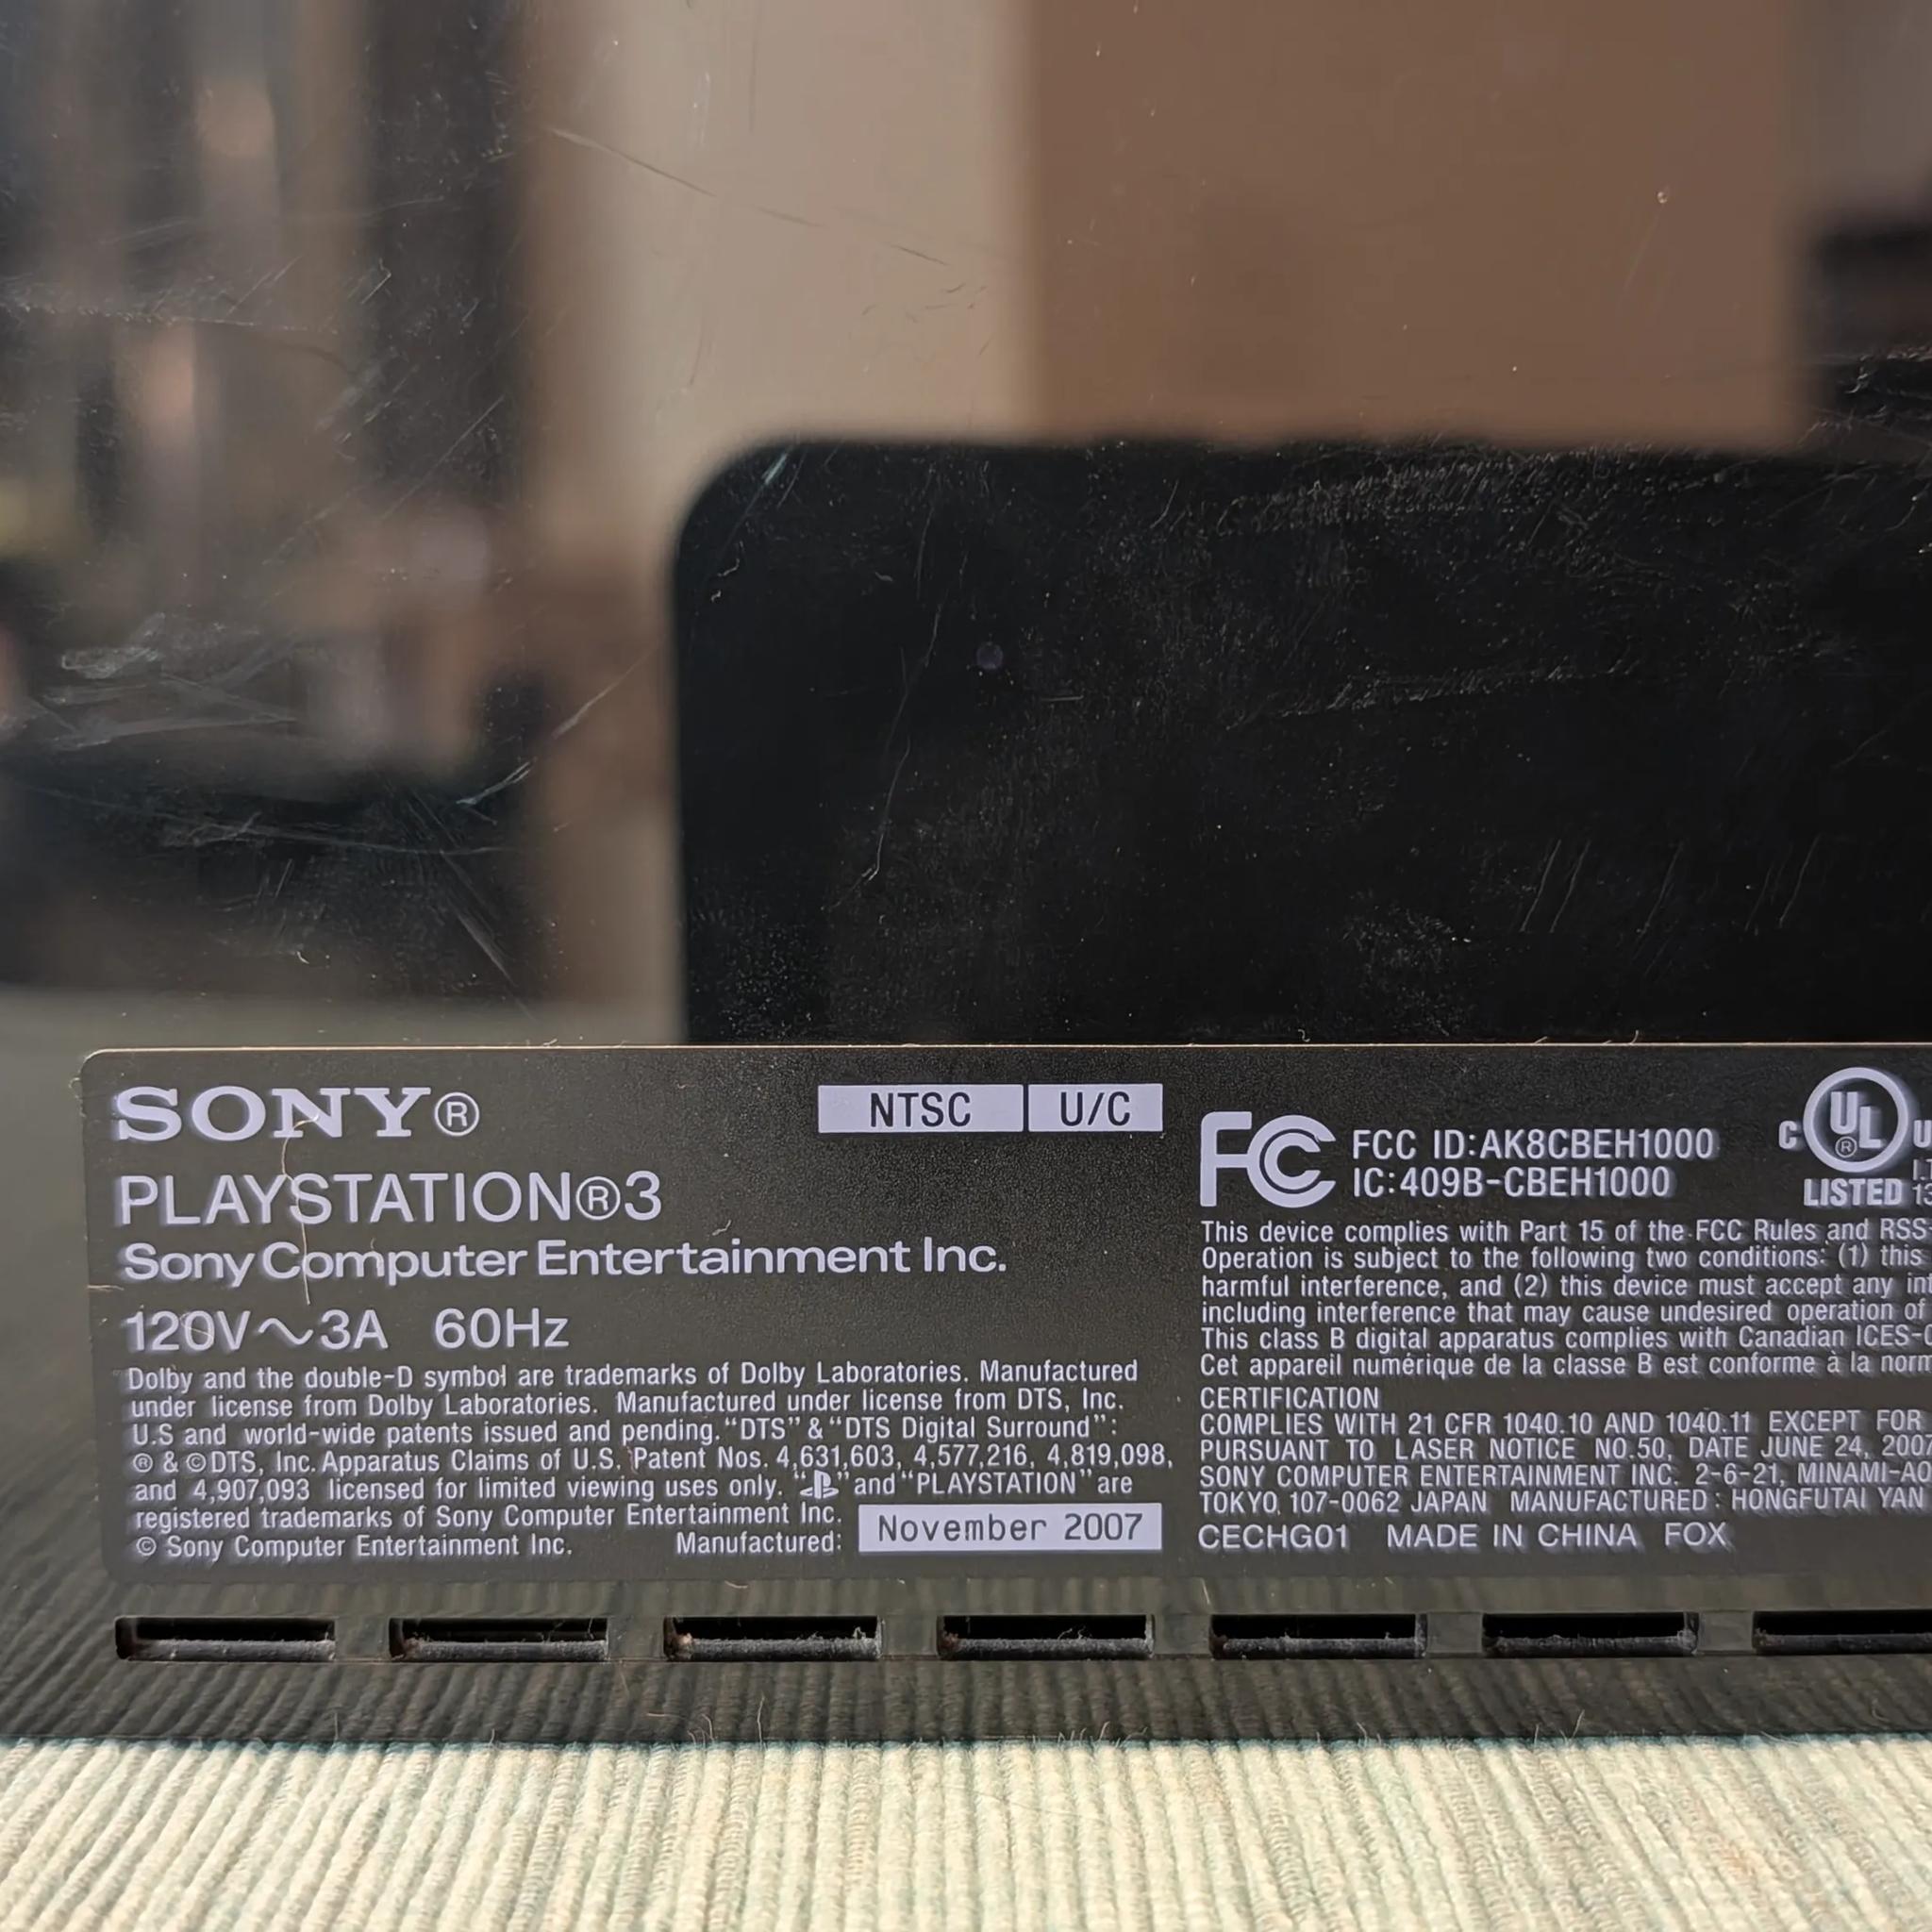 SONY®
NTSC U/C
PLAYSTATION®3
Sony Computer Entertainment Inc.
120V～3A 60Hz
Dolby and the double-D symbol are trademarks of Dolby Laboratories. Manufactured
under license from Dolby Laboratories. Manufactured under license from DTS, Inc.
U.S and world-wide patents issued and pending. “DTS” & “DTS Digital Surround”:
® & © DTS, Inc. Apparatus Claims of U.S. Patent Nos. 4,631,603, 4,577,216, 4,819,098,
and 4,907,093 licensed for limited viewing uses only. “ ” and “PLAYSTATION” are
registered trademarks of Sony Computer Entertainment Inc.
© Sony Computer Entertainment Inc. Manufactured: November 2007
FC FCC ID:AK8CBEH1000
IC:409B-CBEH1000
C UL ®
LISTED
This device complies with Part 15 of the FCC Rules and RSS
Operation is subject to the following two conditions: (1) this
harmful interference, and (2) this device must accept any
including interference that may cause undesired operation
This class B digital apparatus complies with Canadian ICES-
Cet appareil numérique de la classe B est conforme à la
CERTIFICATION
COMPLIES WITH 21 CFR 1040.10 AND 1040.11 EXCEPT FOR
PURSUANT TO LASER NOTICE NO.50, DATE JUNE 24, 2007
SONY COMPUTER ENTERTAINMENT INC. 2-6-21, MINAMI-AO
TOKYO, 107-0062 JAPAN MANUFACTURED: HONGFUTAI YAN
CECHG01 MADE IN CHINA FOX